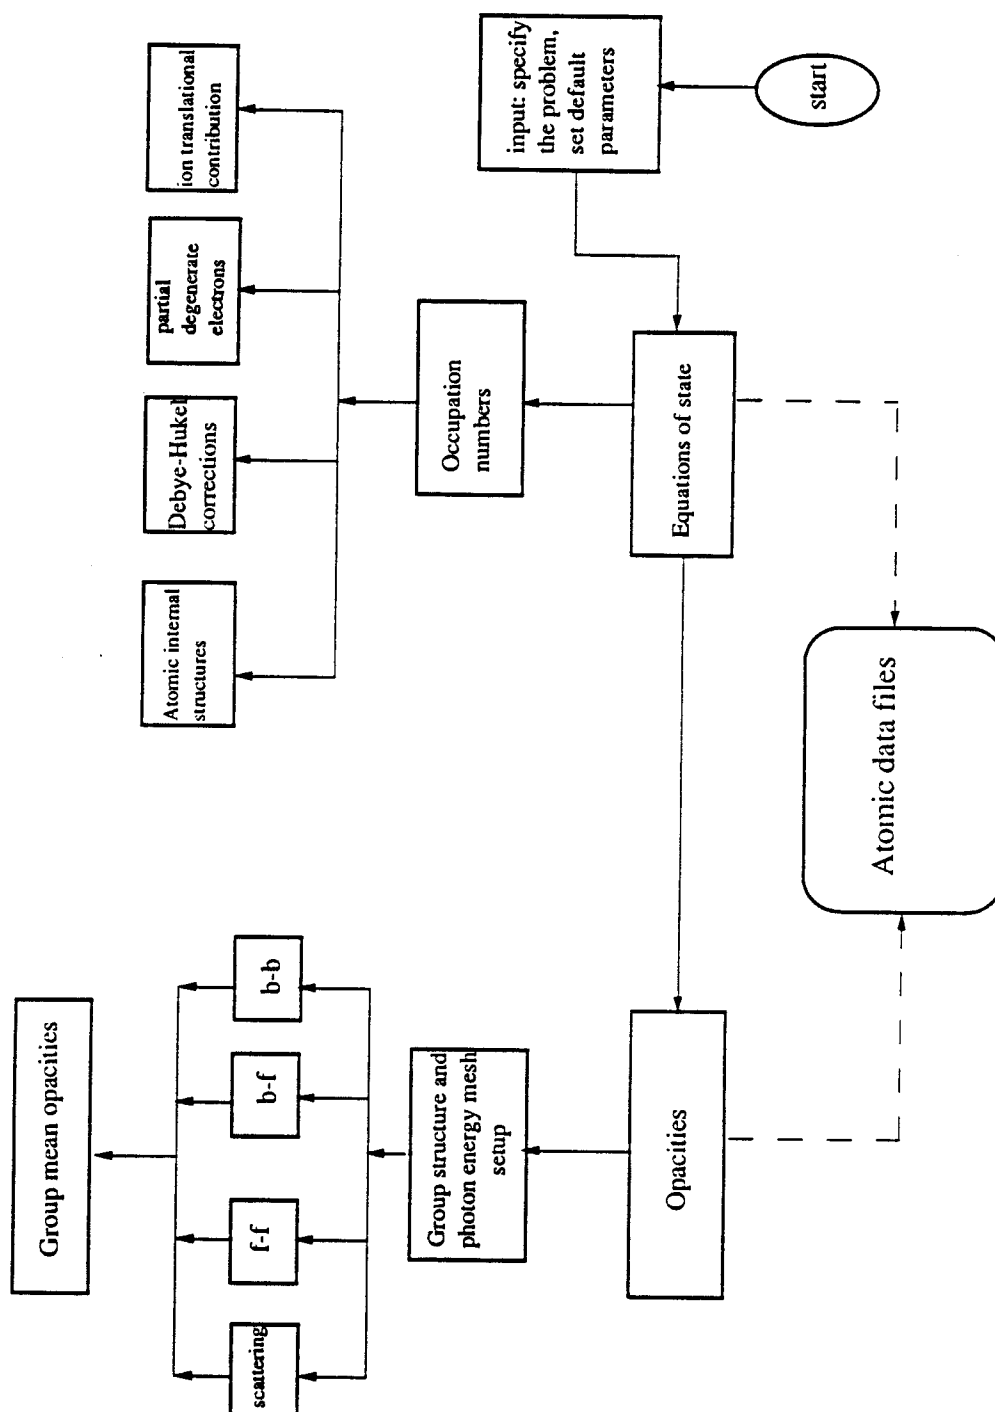 start
input: specify
the problem,
set default
parameters
Equations of state
Occupation
numbers
ion translational
contribution
partial
degenerate
electrons
Debye-Hukel
corrections
Atomic internal
structures
Atomic data files
Opacities
Group structure and
photon energy mesh
setup
b-b
b-f
f-f
scattering
Group mean opacities